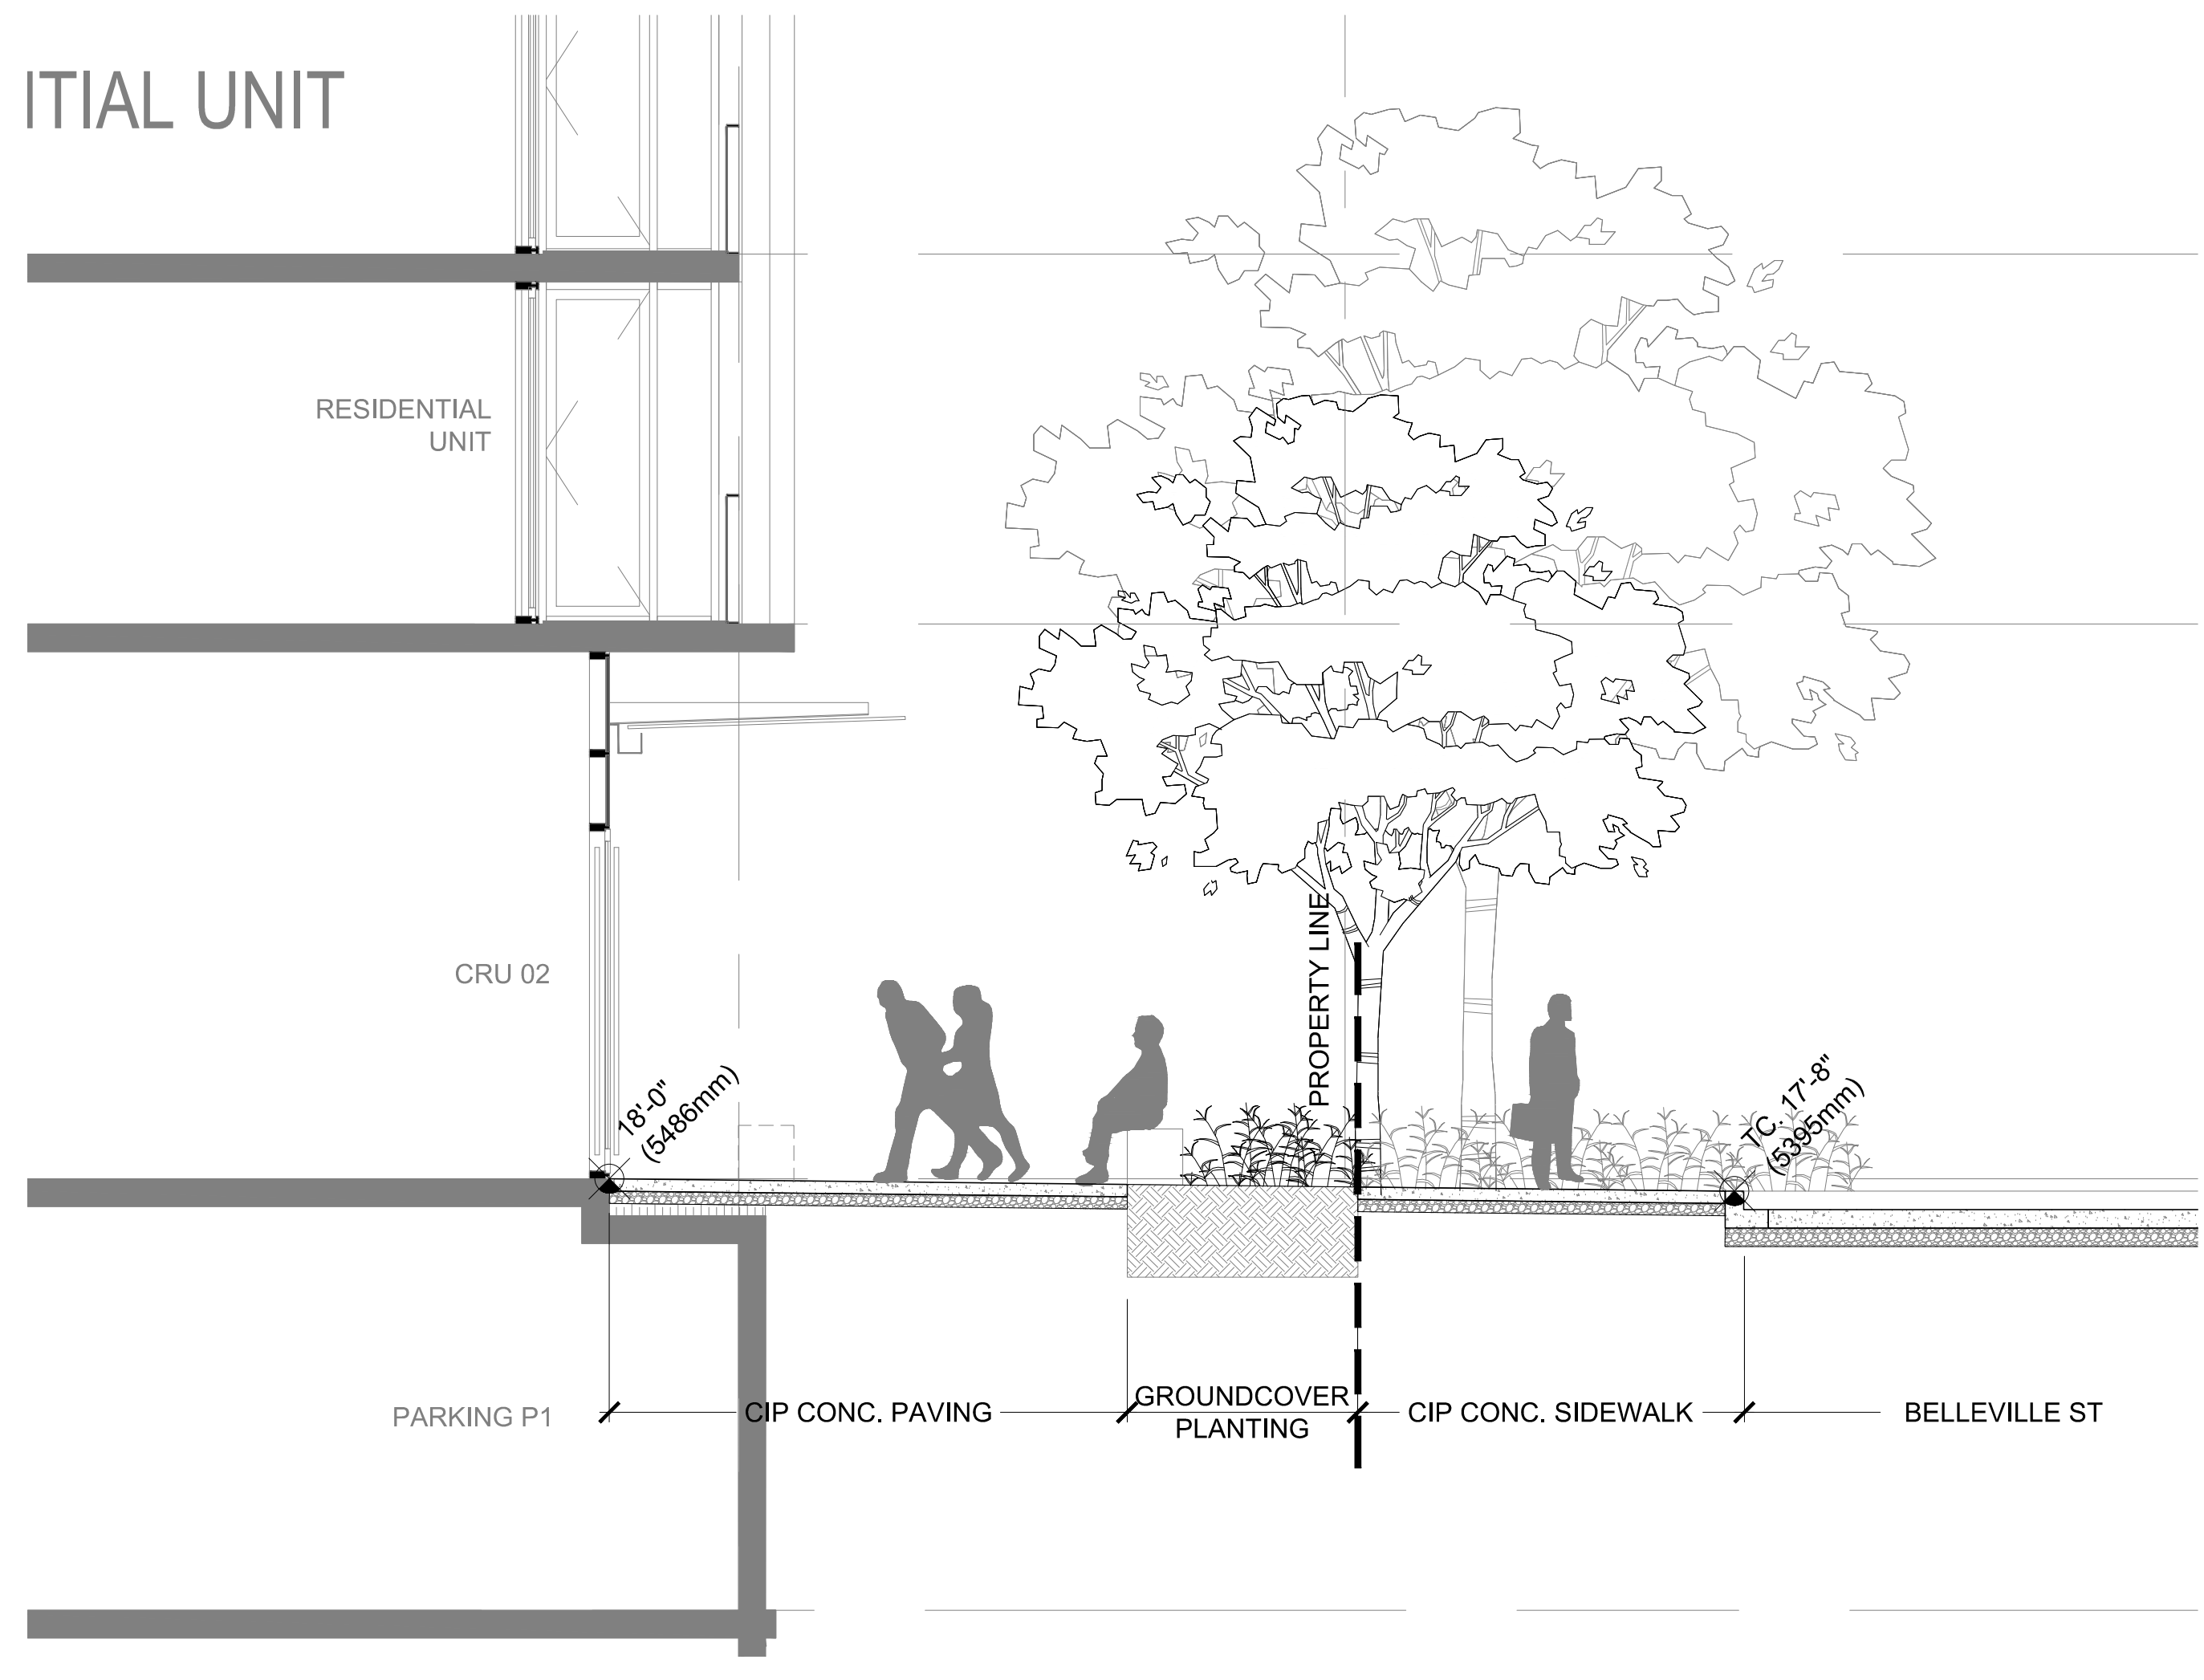 ITIAL UNIT
RESIDENTIAL
UNIT
CRU 02
PROPERTY LINE
18'-0"
(5486mm)
TC. 17'-8"
(5395mm)
PARKING P1
CIP CONC. PAVING
GROUNDCOVER
PLANTING
CIP CONC. SIDEWALK
BELLEVILLE ST